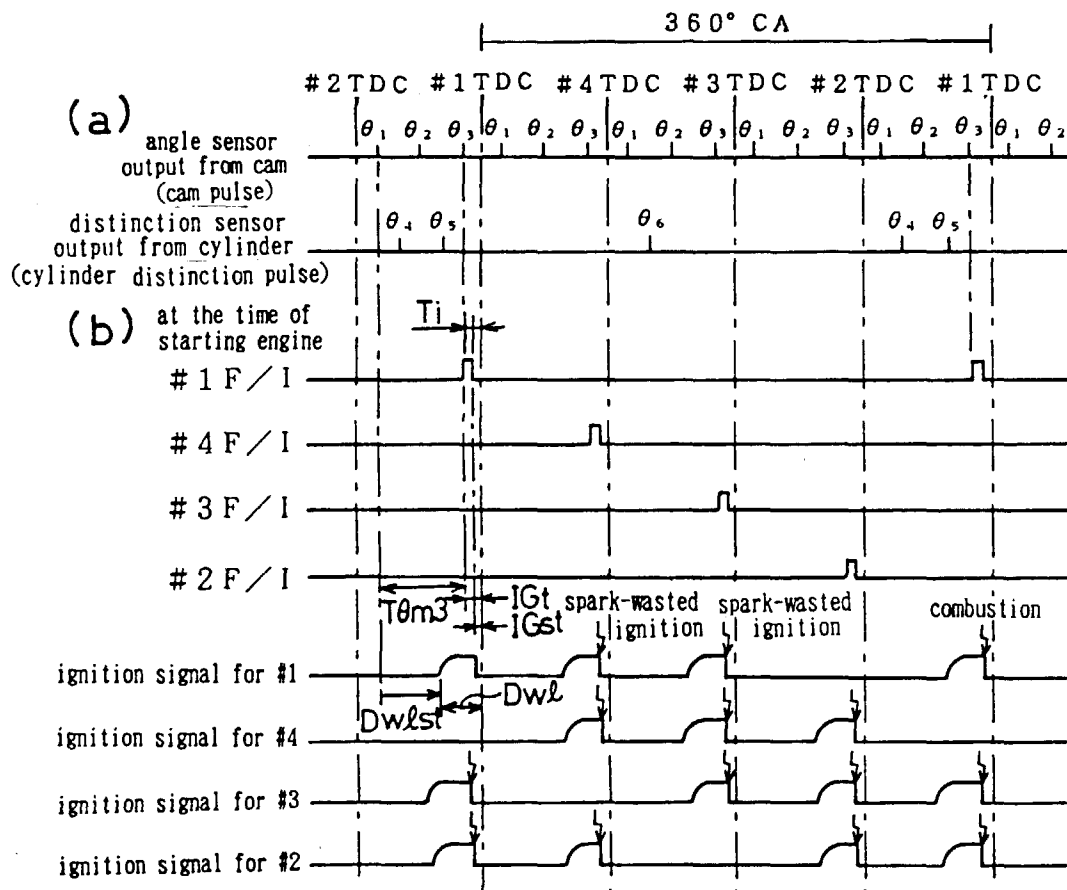 360° CA
#2TDC #1TDC #4TDC #3TDC #2TDC #1TDC
(a)
θ₁ θ₂ θ₃ θ₁ θ₂ θ₃ θ₁ θ₂ θ₃ θ₁ θ₂ θ₃ θ₁ θ₂ θ₃ θ₁ θ₂
angle sensor
output from cam
(cam pulse)
distinction sensor
output from cylinder
(cylinder distinction pulse)
θ₄ θ₅ θ₆ θ₄ θ₅
(b) at the time of
starting engine
Ti
#1F/I
#4F/I
#3F/I
#2F/I
Tθm3
IGt
IGst
spark-wasted
ignition
spark-wasted
ignition
combustion
ignition signal for #1
Dwlst
Dwl
ignition signal for #4
ignition signal for #3
ignition signal for #2